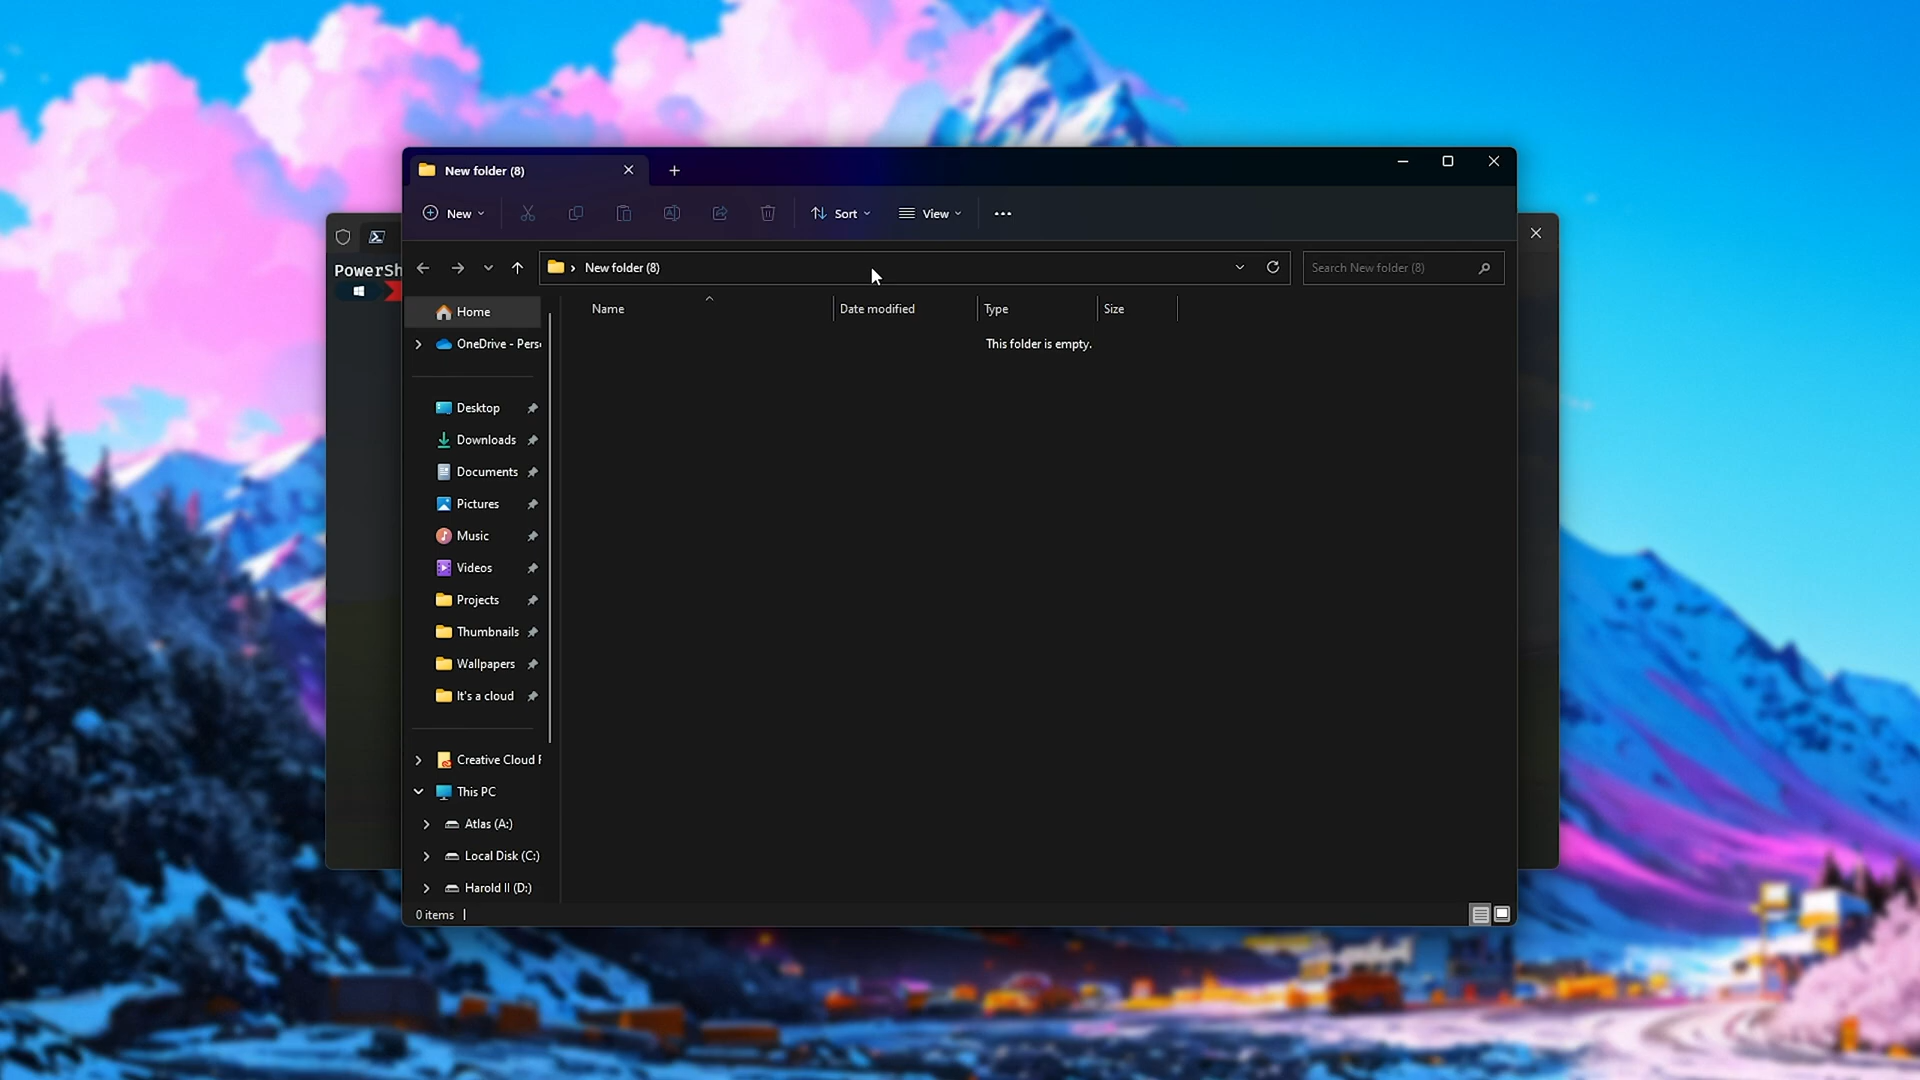 New folder (8)
New
Sort
View
PowerSh
New folder (8)
Search New folder (8)
Home
OneDrive - Pers
Name
Date modified
Type
Size
This folder is empty.
Desktop
Downloads
Documents
Pictures
Music
Videos
Projects
Thumbnails
Wallpapers
It's a cloud
Creative Cloud F
This PC
Atlas (A:)
Local Disk (C:)
Harold II (D:)
0 items